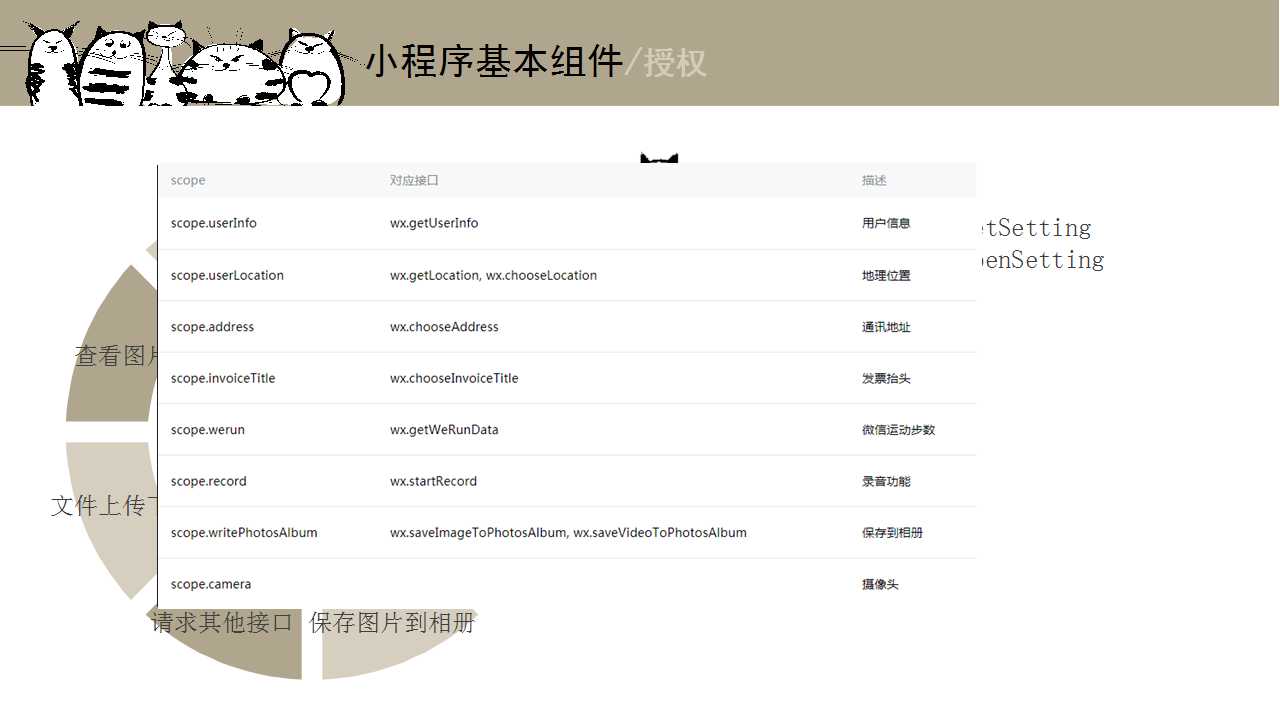 小程序基本组件/授权
scope 对应接口 描述
scope.userInfo wx.getUserInfo 用户信息
scope.userLocation wx.getLocation, wx.chooseLocation 地理位置
scope.address wx.chooseAddress 通讯地址
scope.invoiceTitle wx.chooseInvoiceTitle 发票抬头
scope.werun wx.getWeRunData 微信运动步数
scope.record wx.startRecord 录音功能
scope.writePhotosAlbum wx.saveImageToPhotosAlbum, wx.saveVideoToPhotosAlbum 保存到相册
scope.camera 摄像头
etSetting
penSetting
查看图片
文件上传
请求其他接口
保存图片到相册